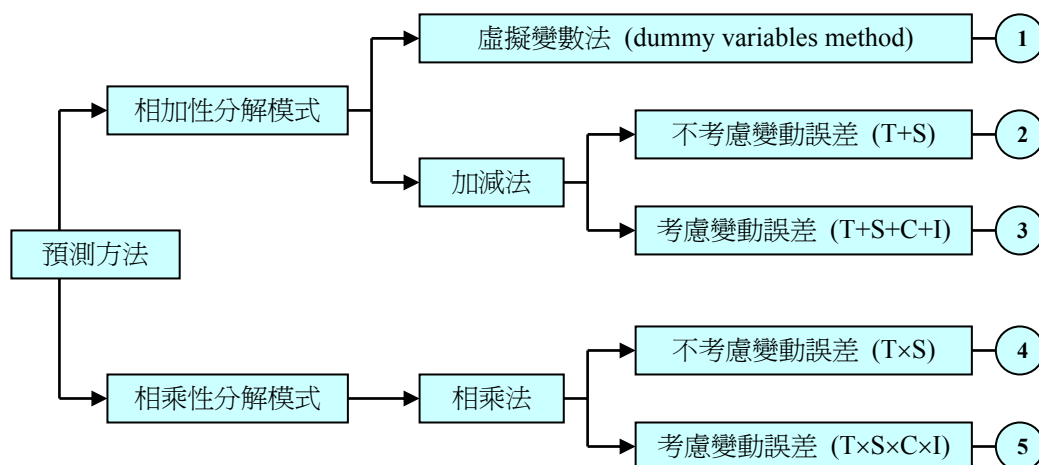 虛擬變數法 (dummy variables method)
1
相加性分解模式
不考慮變動誤差 (T+S)
2
加減法
考慮變動誤差 (T+S+C+I)
3
預測方法
不考慮變動誤差 (T×S)
4
相乘性分解模式
相乘法
考慮變動誤差 (T×S×C×I)
5